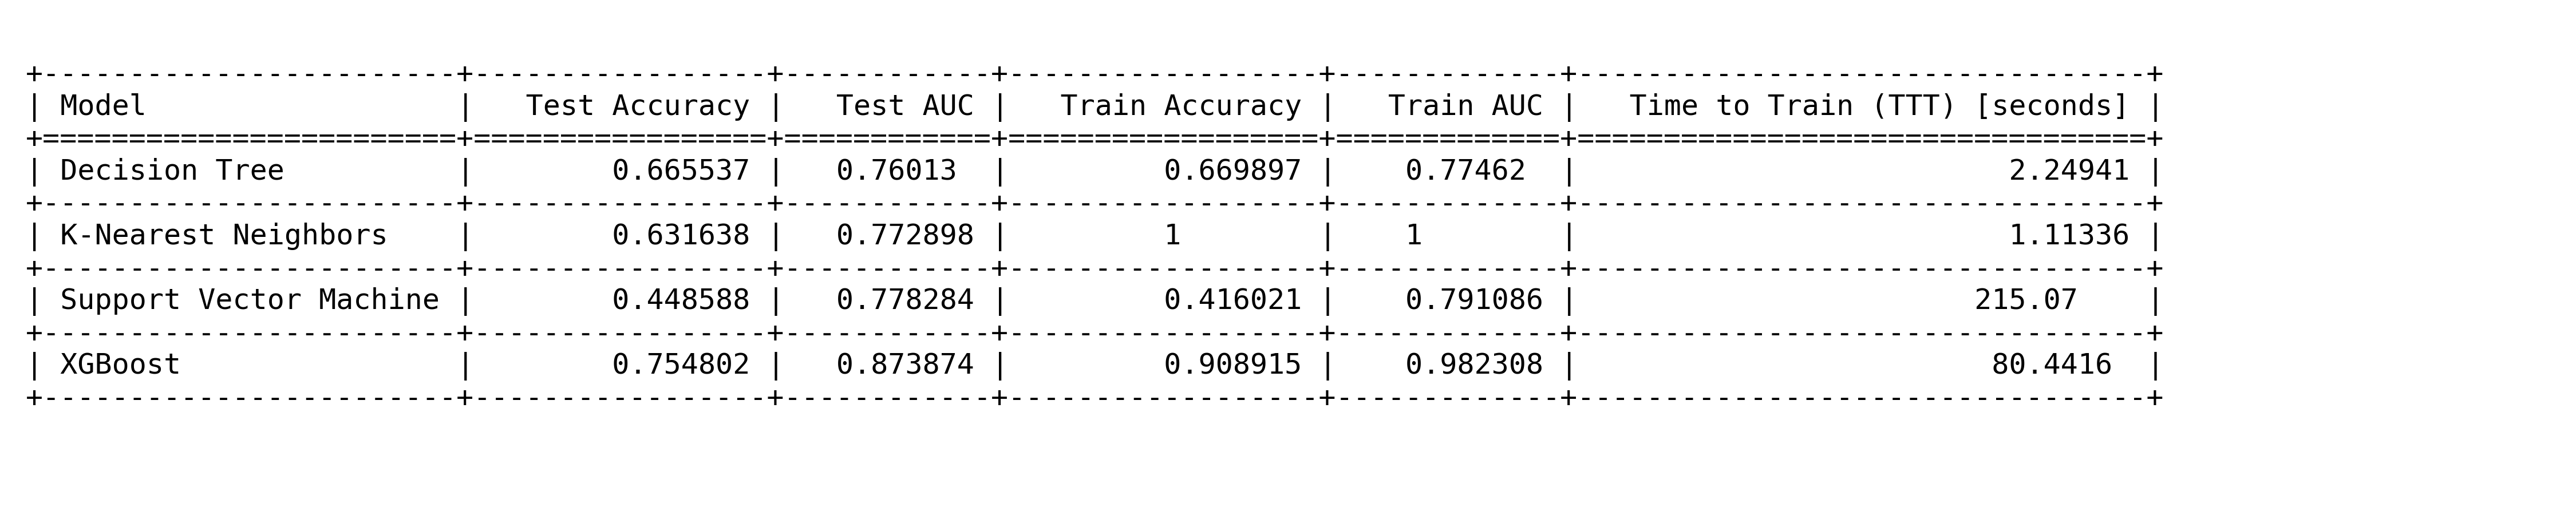 +------------------------+-----------------+------------+------------------+-------------+---------------------------------+
| Model                  |   Test Accuracy |   Test AUC |   Train Accuracy |   Train AUC |   Time to Train (TTT) [seconds] |
+========================+=================+============+==================+=============+=================================+
| Decision Tree          |        0.665537 |   0.76013  |         0.669897 |    0.77462  |                         2.24941 |
+------------------------+-----------------+------------+------------------+-------------+---------------------------------+
| K-Nearest Neighbors    |        0.631638 |   0.772898 |         1        |    1        |                         1.11336 |
+------------------------+-----------------+------------+------------------+-------------+---------------------------------+
| Support Vector Machine |        0.448588 |   0.778284 |         0.416021 |    0.791086 |                       215.07    |
+------------------------+-----------------+------------+------------------+-------------+---------------------------------+
| XGBoost                |        0.754802 |   0.873874 |         0.908915 |    0.982308 |                        80.4416  |
+------------------------+-----------------+------------+------------------+-------------+---------------------------------+